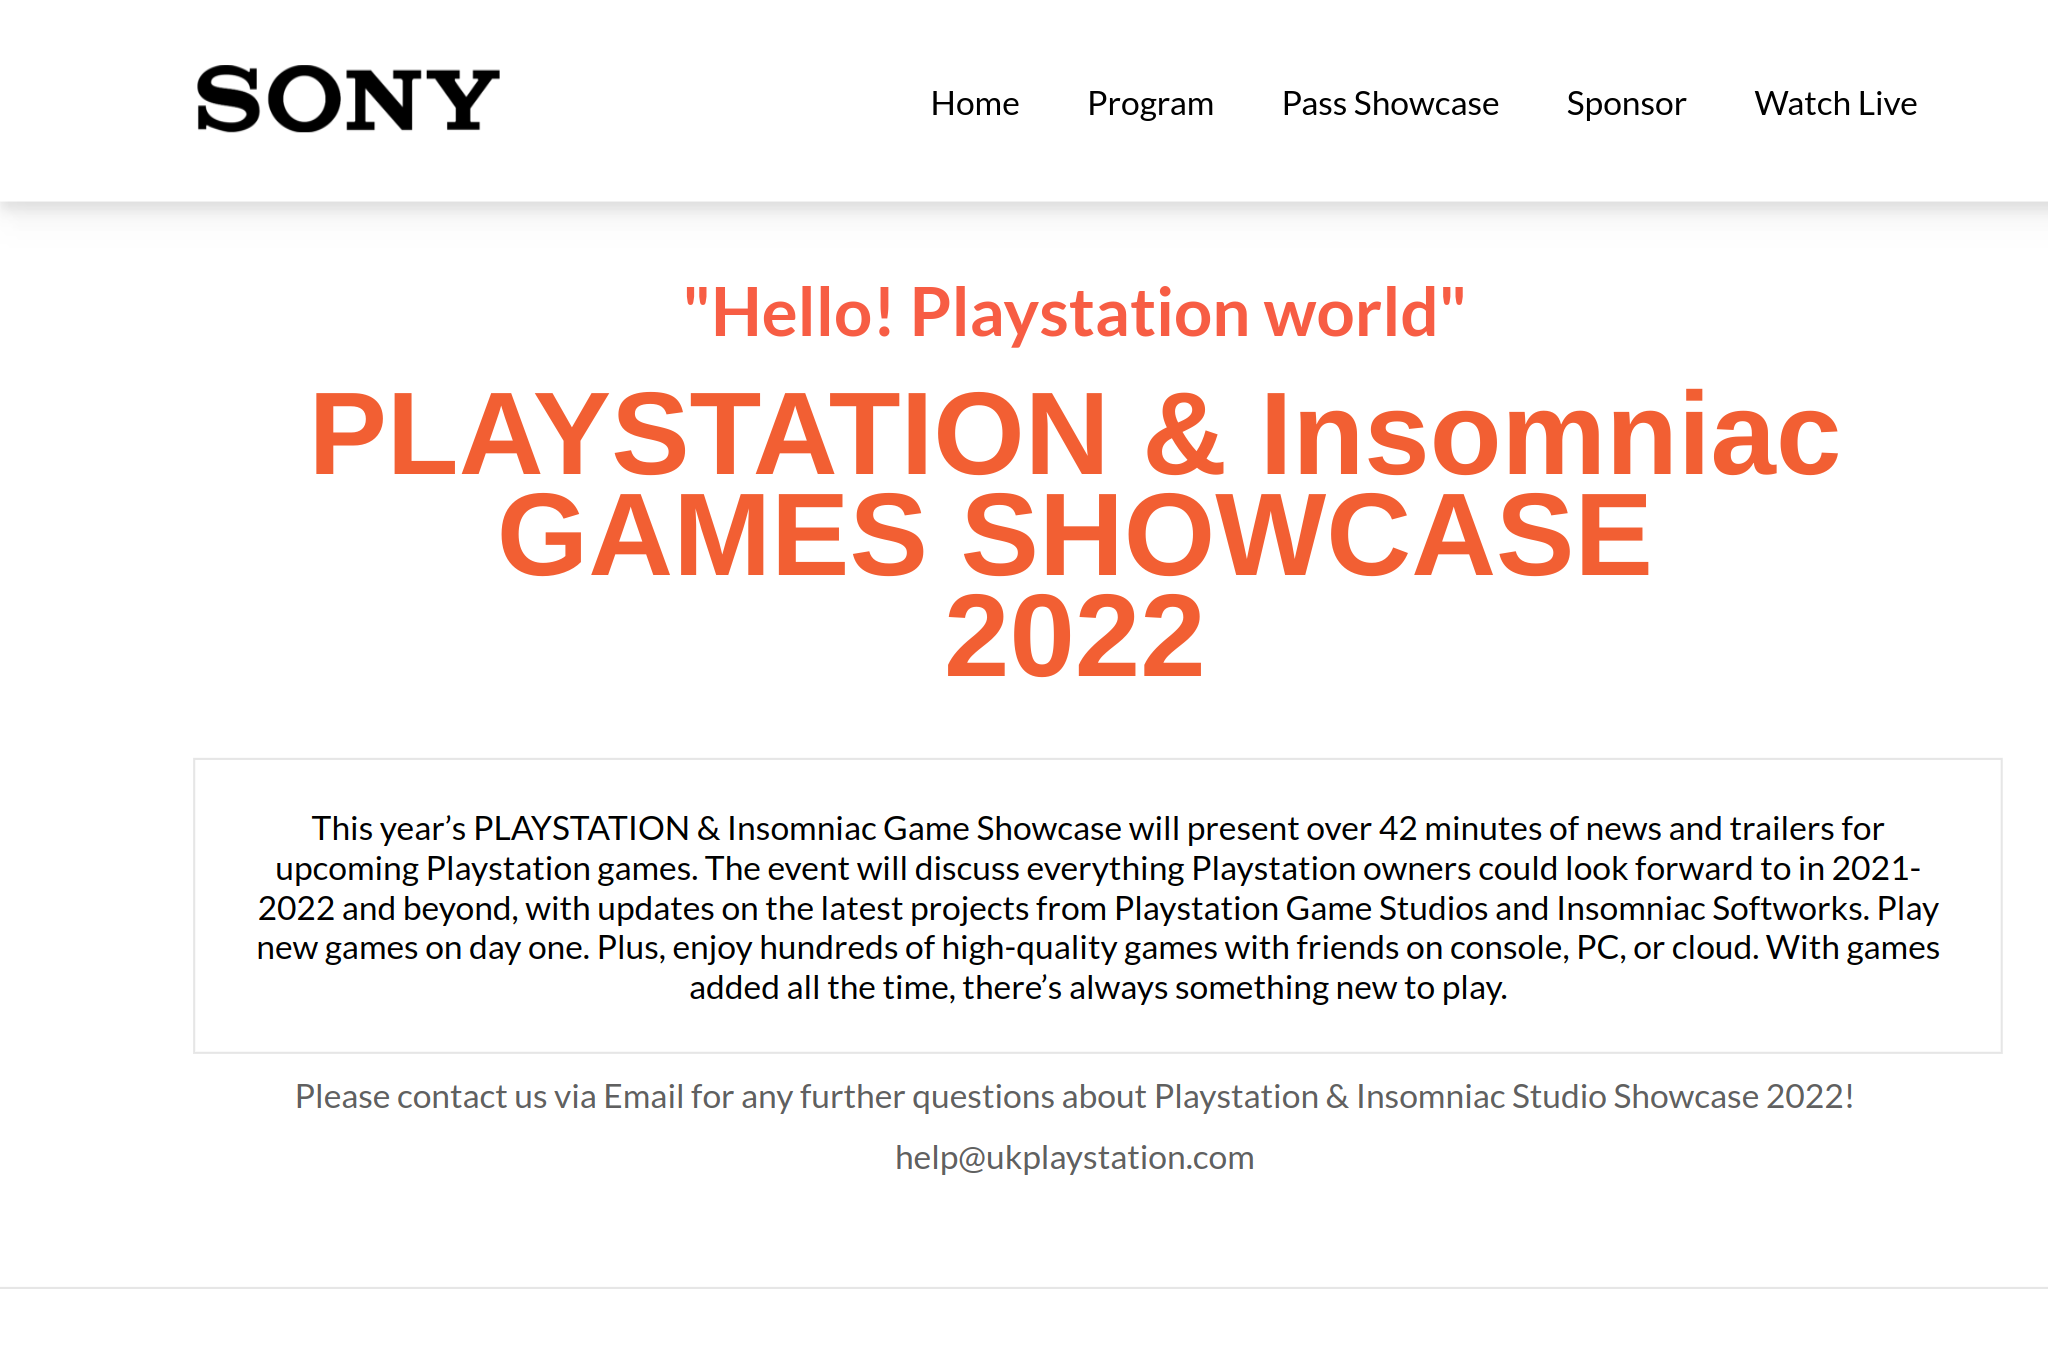 SONY
Home Program Pass Showcase Sponsor Watch Live
"Hello! Playstation world"
PLAYSTATION & Insomniac
GAMES SHOWCASE
2022
This year’s PLAYSTATION & Insomniac Game Showcase will present over 42 minutes of news and trailers for
upcoming Playstation games. The event will discuss everything Playstation owners could look forward to in 2021-
2022 and beyond, with updates on the latest projects from Playstation Game Studios and Insomniac Softworks. Play
new games on day one. Plus, enjoy hundreds of high-quality games with friends on console, PC, or cloud. With games
added all the time, there’s always something new to play.
Please contact us via Email for any further questions about Playstation & Insomniac Studio Showcase 2022!
help@ukplaystation.com